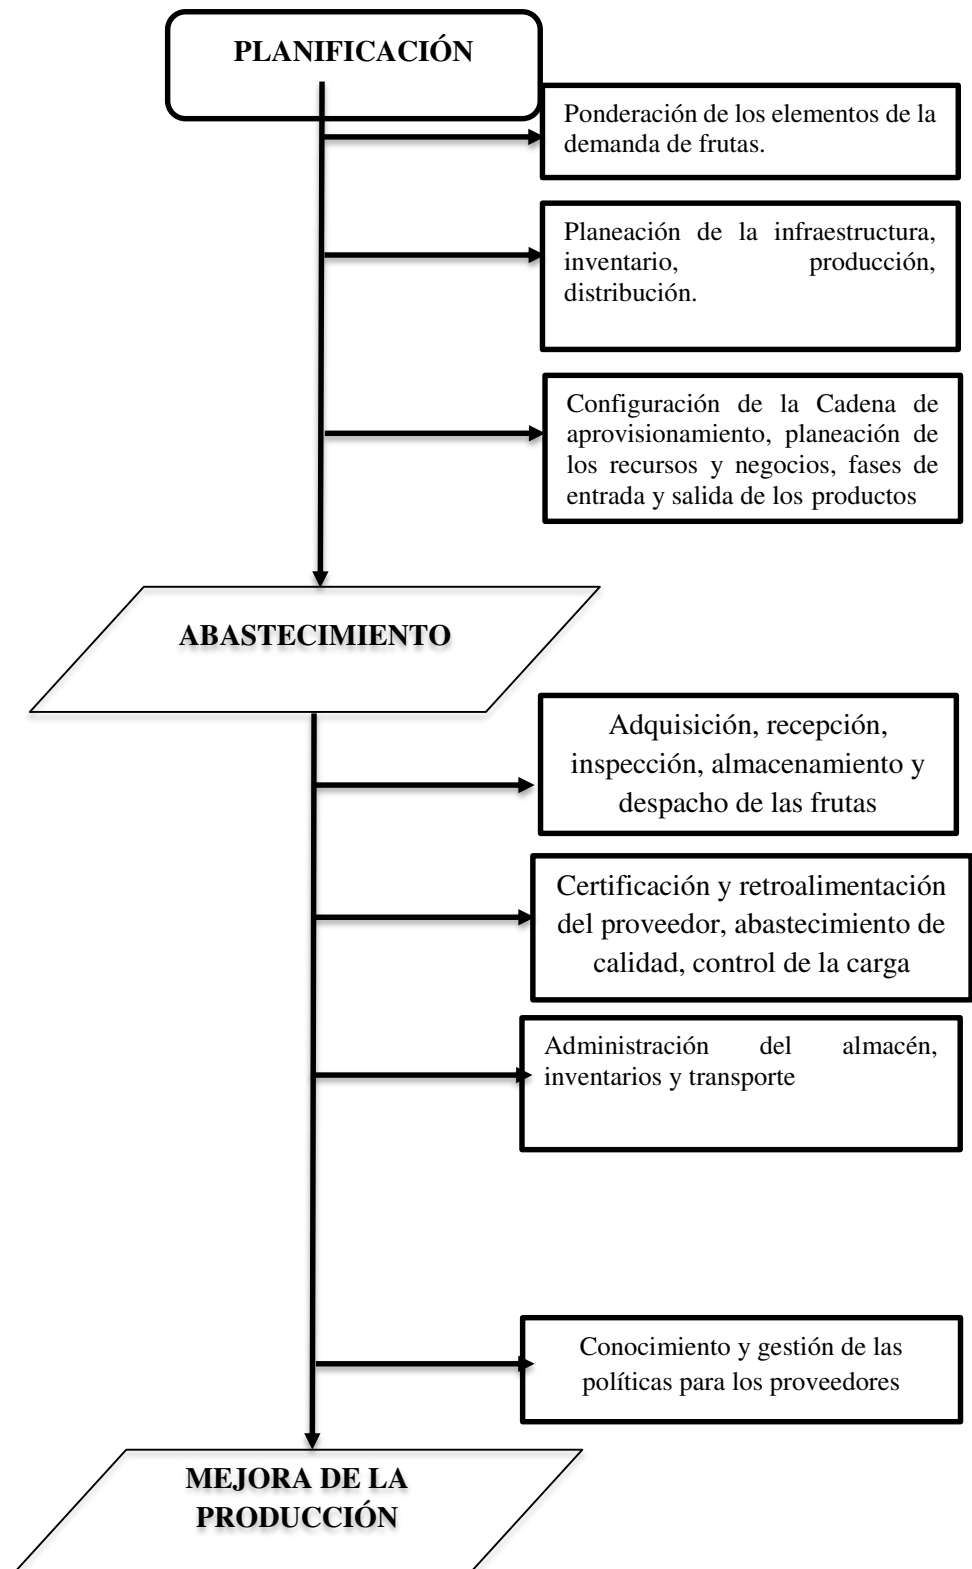 PLANIFICACIÓN
Ponderación de los elementos de la
demanda de frutas.
Planeación de la infraestructura,
inventario, producción,
distribución.
Configuración de la Cadena de
aprovisionamiento, planeación de
los recursos y negocios, fases de
entrada y salida de los productos
ABASTECIMIENTO
Adquisición, recepción,
inspección, almacenamiento y
despacho de las frutas
Certificación y retroalimentación
del proveedor, abastecimiento de
calidad, control de la carga
Administración del almacén,
inventarios y transporte
Conocimiento y gestión de las
políticas para los proveedores
MEJORA DE LA
PRODUCCIÓN